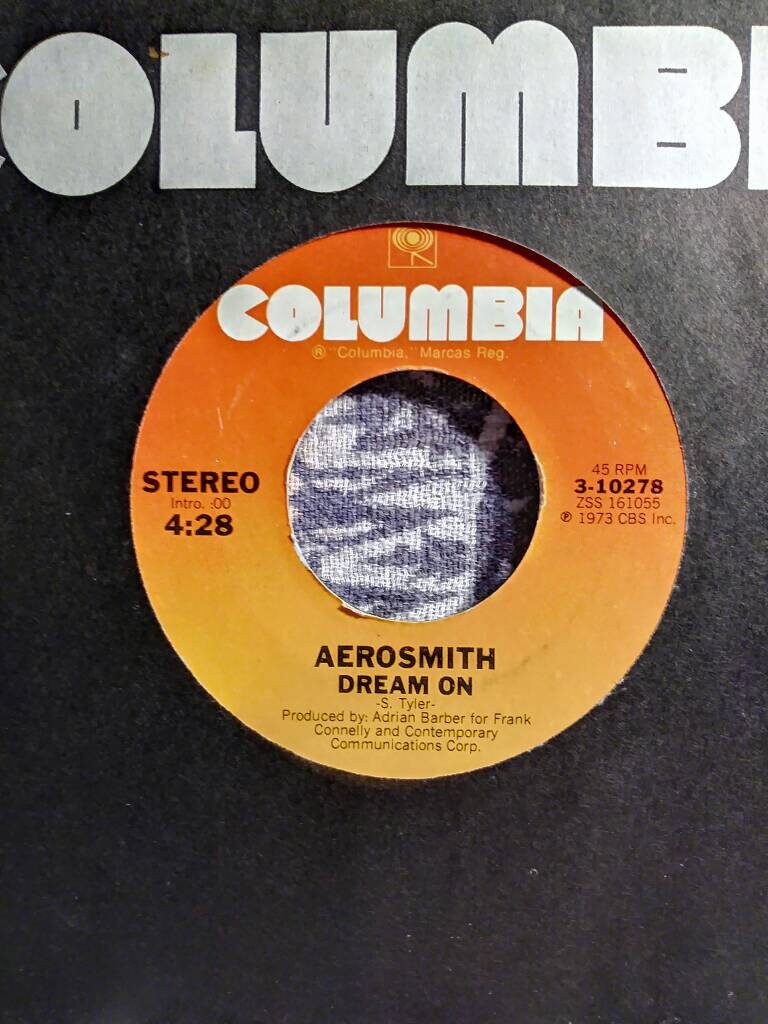 COLUMBI
COLUMBIA
® "Columbia," Marcas Reg.
STEREO
Intro. :00
4:28
45 RPM
3-10278
ZSS 161055
℗ 1973 CBS Inc.
AEROSMITH
DREAM ON
-S. Tyler-
Produced by: Adrian Barber for Frank
Connelly and Contemporary
Communications Corp.